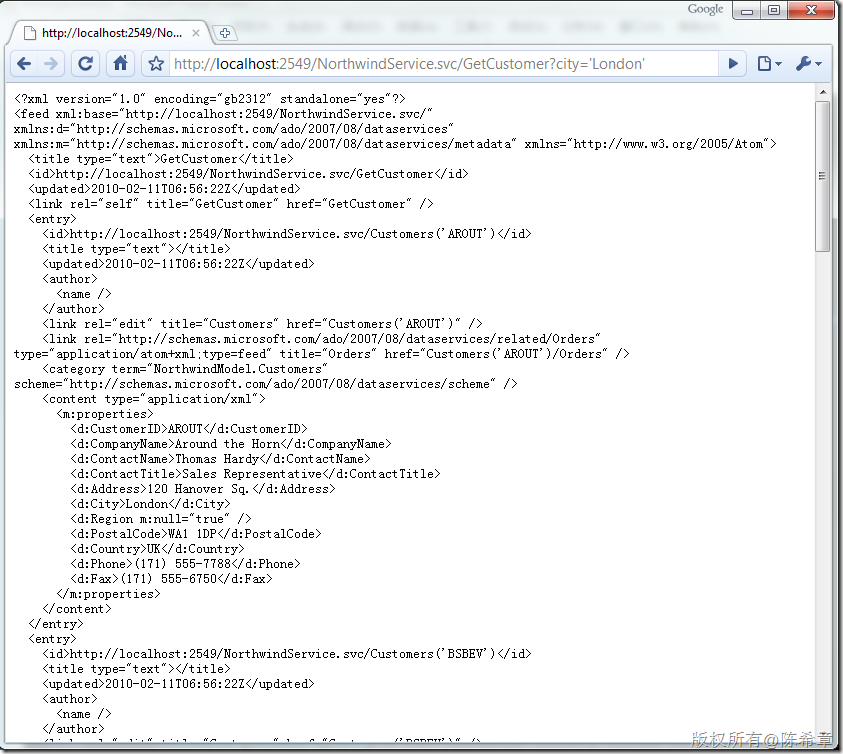 Google
http://localhost:2549/No...
http://localhost:2549/NorthwindService.svc/GetCustomer?city='London'
<?xml version="1.0" encoding="gb2312" standalone="yes"?>
<feed xml:base="http://localhost:2549/NorthwindService.svc/"
xmlns:d="http://schemas.microsoft.com/ado/2007/08/dataservices"
xmlns:m="http://schemas.microsoft.com/ado/2007/08/dataservices/metadata" xmlns="http://www.w3.org/2005/Atom">
  <title type="text">GetCustomer</title>
  <id>http://localhost:2549/NorthwindService.svc/GetCustomer</id>
  <updated>2010-02-11T06:56:22Z</updated>
  <link rel="self" title="GetCustomer" href="GetCustomer" />
  <entry>
    <id>http://localhost:2549/NorthwindService.svc/Customers('AROUT')</id>
    <title type="text"></title>
    <updated>2010-02-11T06:56:22Z</updated>
    <author>
      <name />
    </author>
    <link rel="edit" title="Customers" href="Customers('AROUT')" />
    <link rel="http://schemas.microsoft.com/ado/2007/08/dataservices/related/Orders"
type="application/atom+xml;type=feed" title="Orders" href="Customers('AROUT')/Orders" />
    <category term="NorthwindModel.Customers"
scheme="http://schemas.microsoft.com/ado/2007/08/dataservices/scheme" />
    <content type="application/xml">
      <m:properties>
        <d:CustomerID>AROUT</d:CustomerID>
        <d:CompanyName>Around the Horn</d:CompanyName>
        <d:ContactName>Thomas Hardy</d:ContactName>
        <d:ContactTitle>Sales Representative</d:ContactTitle>
        <d:Address>120 Hanover Sq.</d:Address>
        <d:City>London</d:City>
        <d:Region m:null="true" />
        <d:PostalCode>WA1 1DP</d:PostalCode>
        <d:Country>UK</d:Country>
        <d:Phone>(171) 555-7788</d:Phone>
        <d:Fax>(171) 555-6750</d:Fax>
      </m:properties>
    </content>
  </entry>
  <entry>
    <id>http://localhost:2549/NorthwindService.svc/Customers('BSBEV')</id>
    <title type="text"></title>
    <updated>2010-02-11T06:56:22Z</updated>
    <author>
      <name />
    </author>
    <link rel="edit" title="Customers" href="Customers('BSBEV')" />
版权所有@陈希章